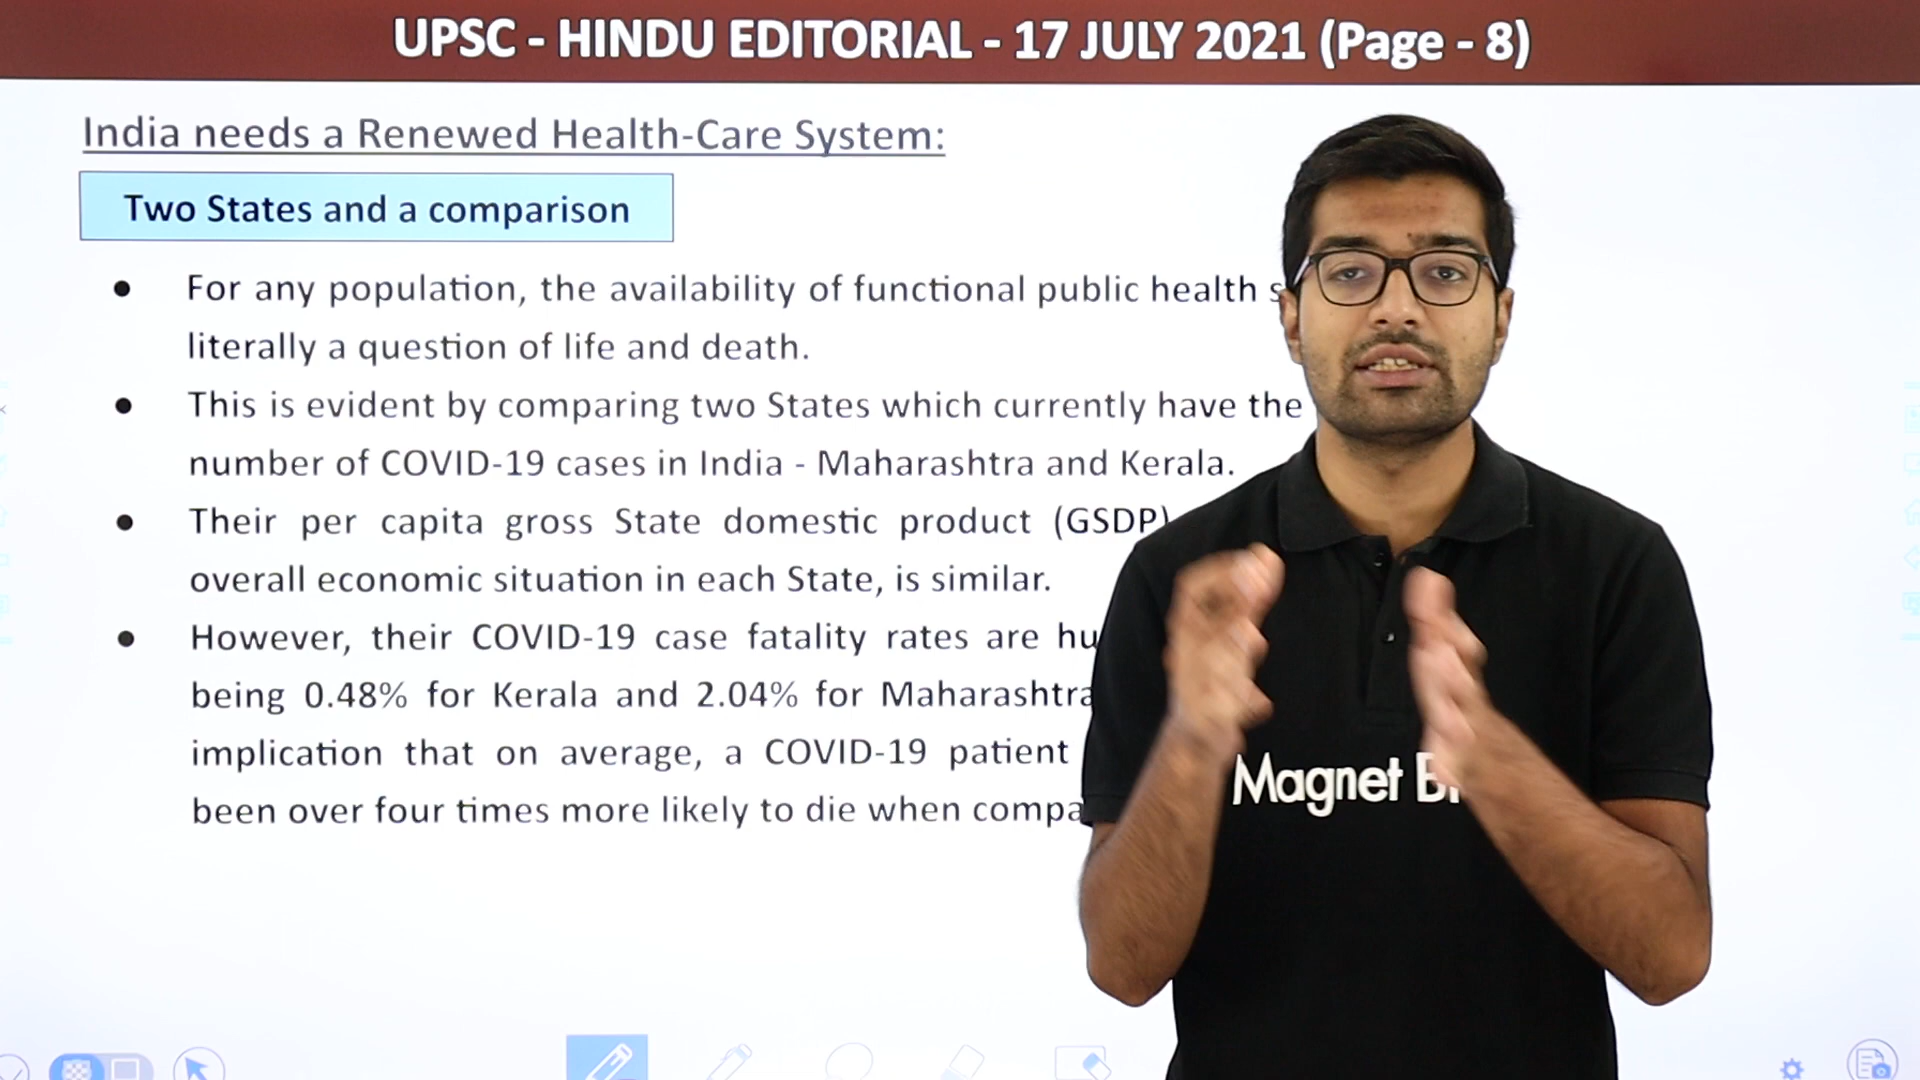 UPSC - HINDU EDITORIAL - 17 JULY 2021 (Page - 8)
India needs a Renewed Health-Care System:
Two States and a comparison
● For any population, the availability of functional public health
literally a question of life and death.
● This is evident by comparing two States which currently have the
number of COVID-19 cases in India - Maharashtra and Kerala.
● Their per capita gross State domestic product (GSDP)
overall economic situation in each State, is similar.
● However, their COVID-19 case fatality rates are
being 0.48% for Kerala and 2.04% for Maharashtra
implication that on average, a COVID-19 patient
been over four times more likely to die when
Magnet